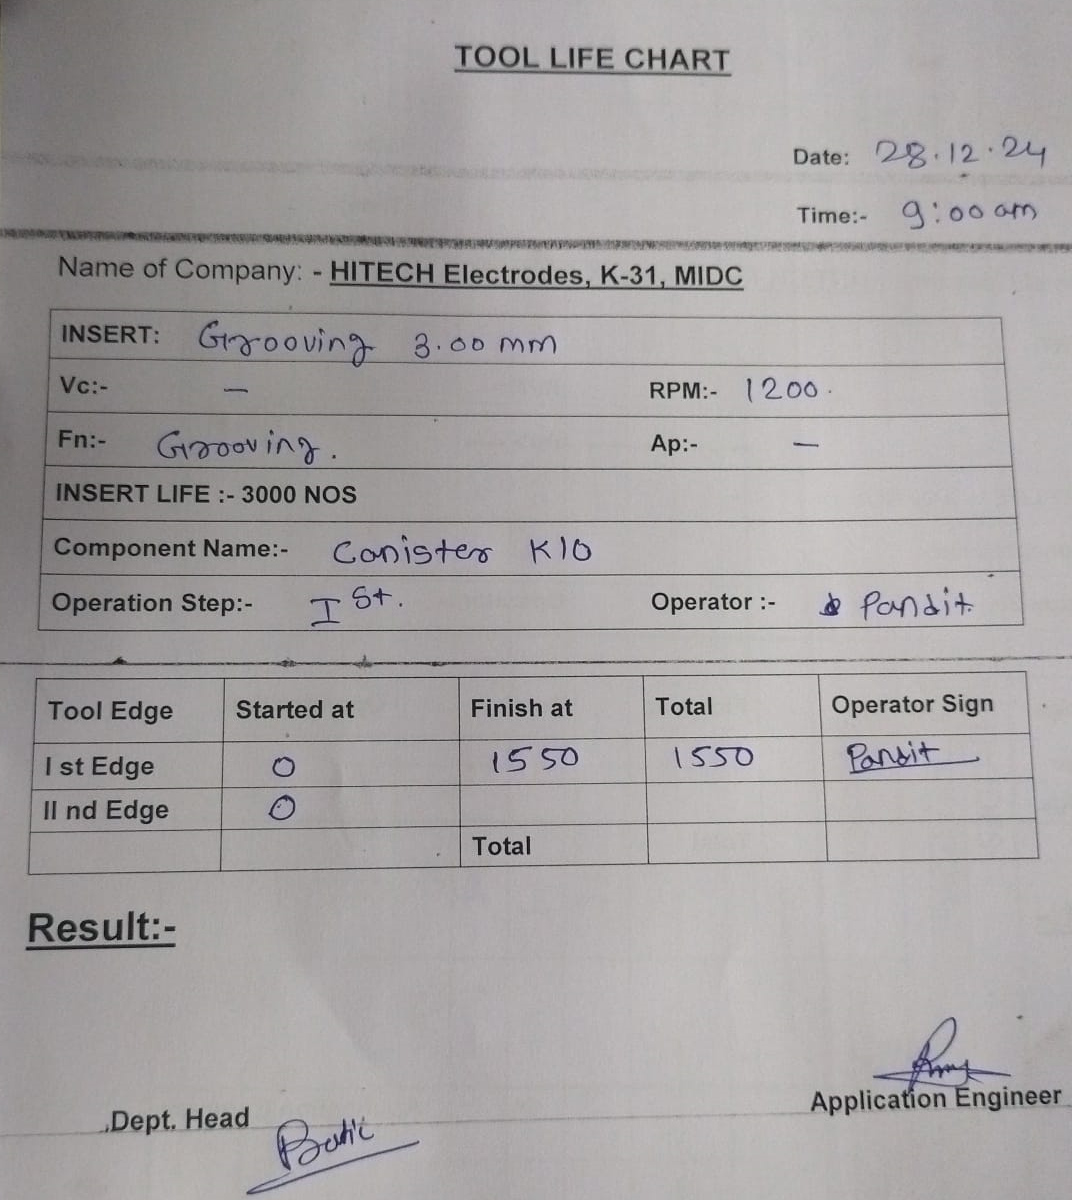 TOOL LIFE CHART
Date: 28.12.24
Time:- 9:00 am
Name of Company: - HITECH Electrodes, K-31, MIDC
INSERT: Grooving 3.00 mm
Vc:- — RPM:- 1200.
Fn:- Grooving. Ap:- —
INSERT LIFE :- 3000 NOS
Component Name:- Canister K10
Operation Step:- I st. Operator :- Pandit
Tool Edge Started at Finish at Total Operator Sign
I st Edge 0 1550 1550 Pandit
II nd Edge 0
Total
Result:-
Application Engineer
Dept. Head